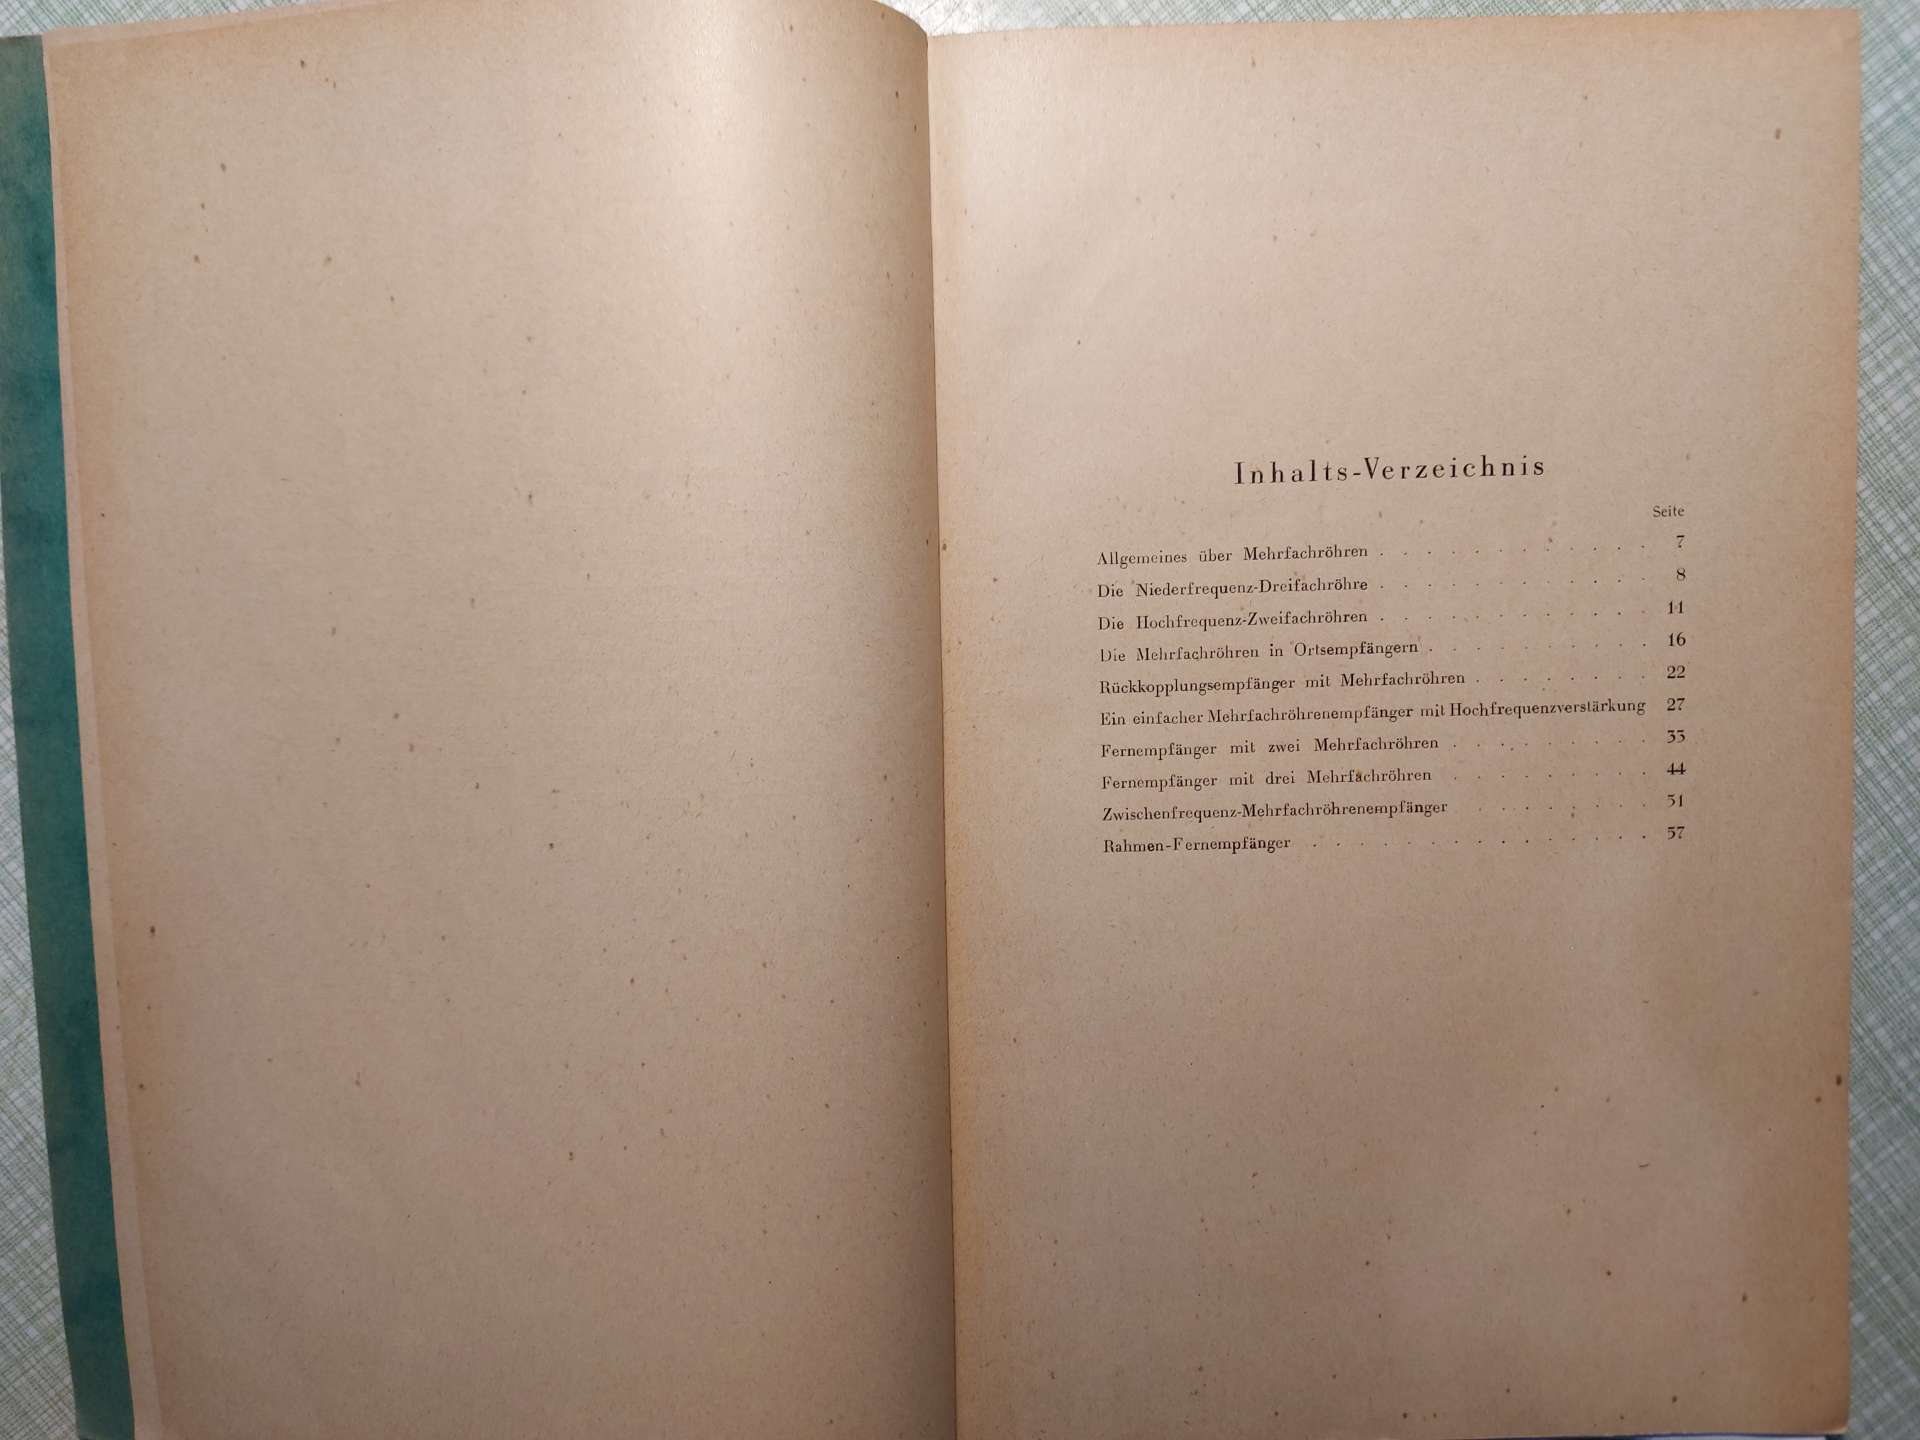 Inhalts-Verzeichnis
Seite
Allgemeines über Mehrfachröhren . . . . . . . . . . . . 7
Die Niederfrequenz-Dreifachröhre . . . . . . . . . . . . 8
Die Hochfrequenz-Zweifachröhren . . . . . . . . . . . . 11
Die Mehrfachröhren in Ortsempfängern . . . . . . . . . . 16
Rückkopplungsempfänger mit Mehrfachröhren . . . . . . . . 22
Ein einfacher Mehrfachröhrenempfänger mit Hochfrequenzverstärkung 27
Fernempfänger mit zwei Mehrfachröhren . . . . . . . . . 33
Fernempfänger mit drei Mehrfachröhren . . . . . . . . . 44
Zwischenfrequenz-Mehrfachröhrenempfänger . . . . . . . . 51
Rahmen-Fernempfänger . . . . . . . . . . . . . . . 57